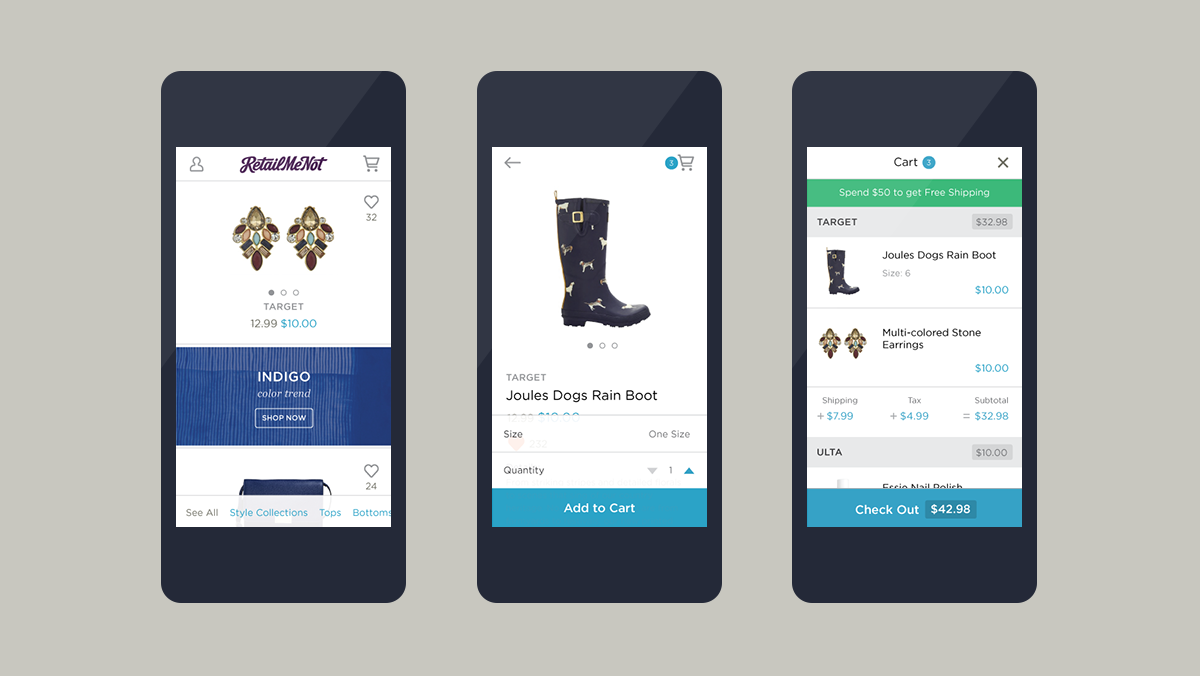 RetailMeNot
32
TARGET
12.99 $10.00
INDIGO
color trend
SHOP NOW
24
See All Style Collections Tops Bottoms
3
TARGET
Joules Dogs Rain Boot
12.99 $10.00
Size One Size
232
Quantity 1
Add to Cart
Cart 3
Spend $50 to get Free Shipping
TARGET $32.98
Joules Dogs Rain Boot
Size: 6
$10.00
Multi-colored Stone
Earrings
$10.00
Shipping Tax Subtotal
+ $7.99 + $4.99 = $32.98
ULTA $10.00
Essie Nail Polish
Check Out $42.98